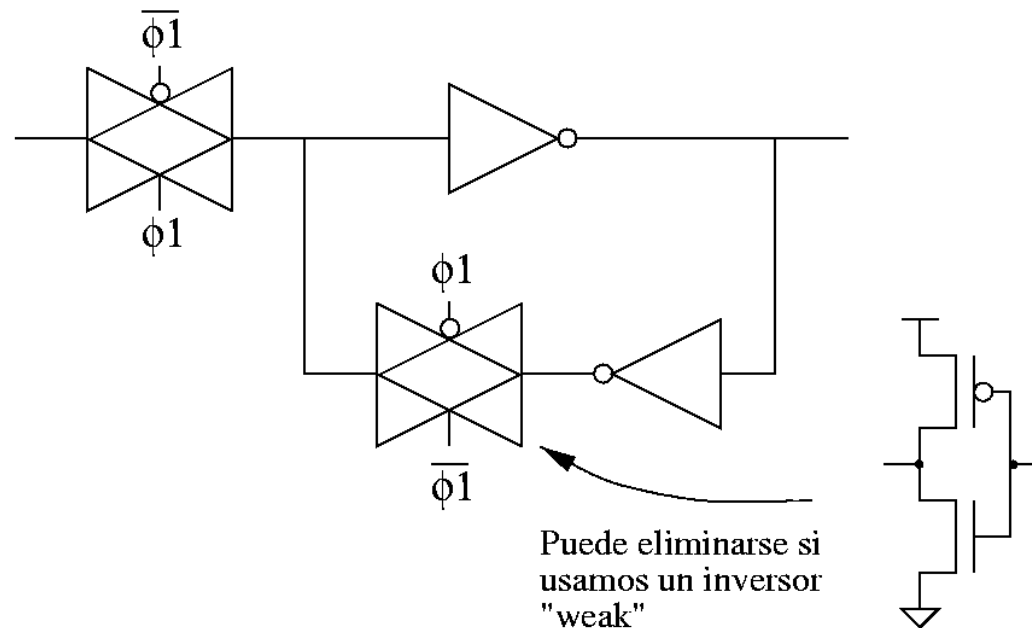 ϕ1̅
ϕ1
ϕ1
ϕ1̅
Puede eliminarse si
usamos un inversor
"weak"